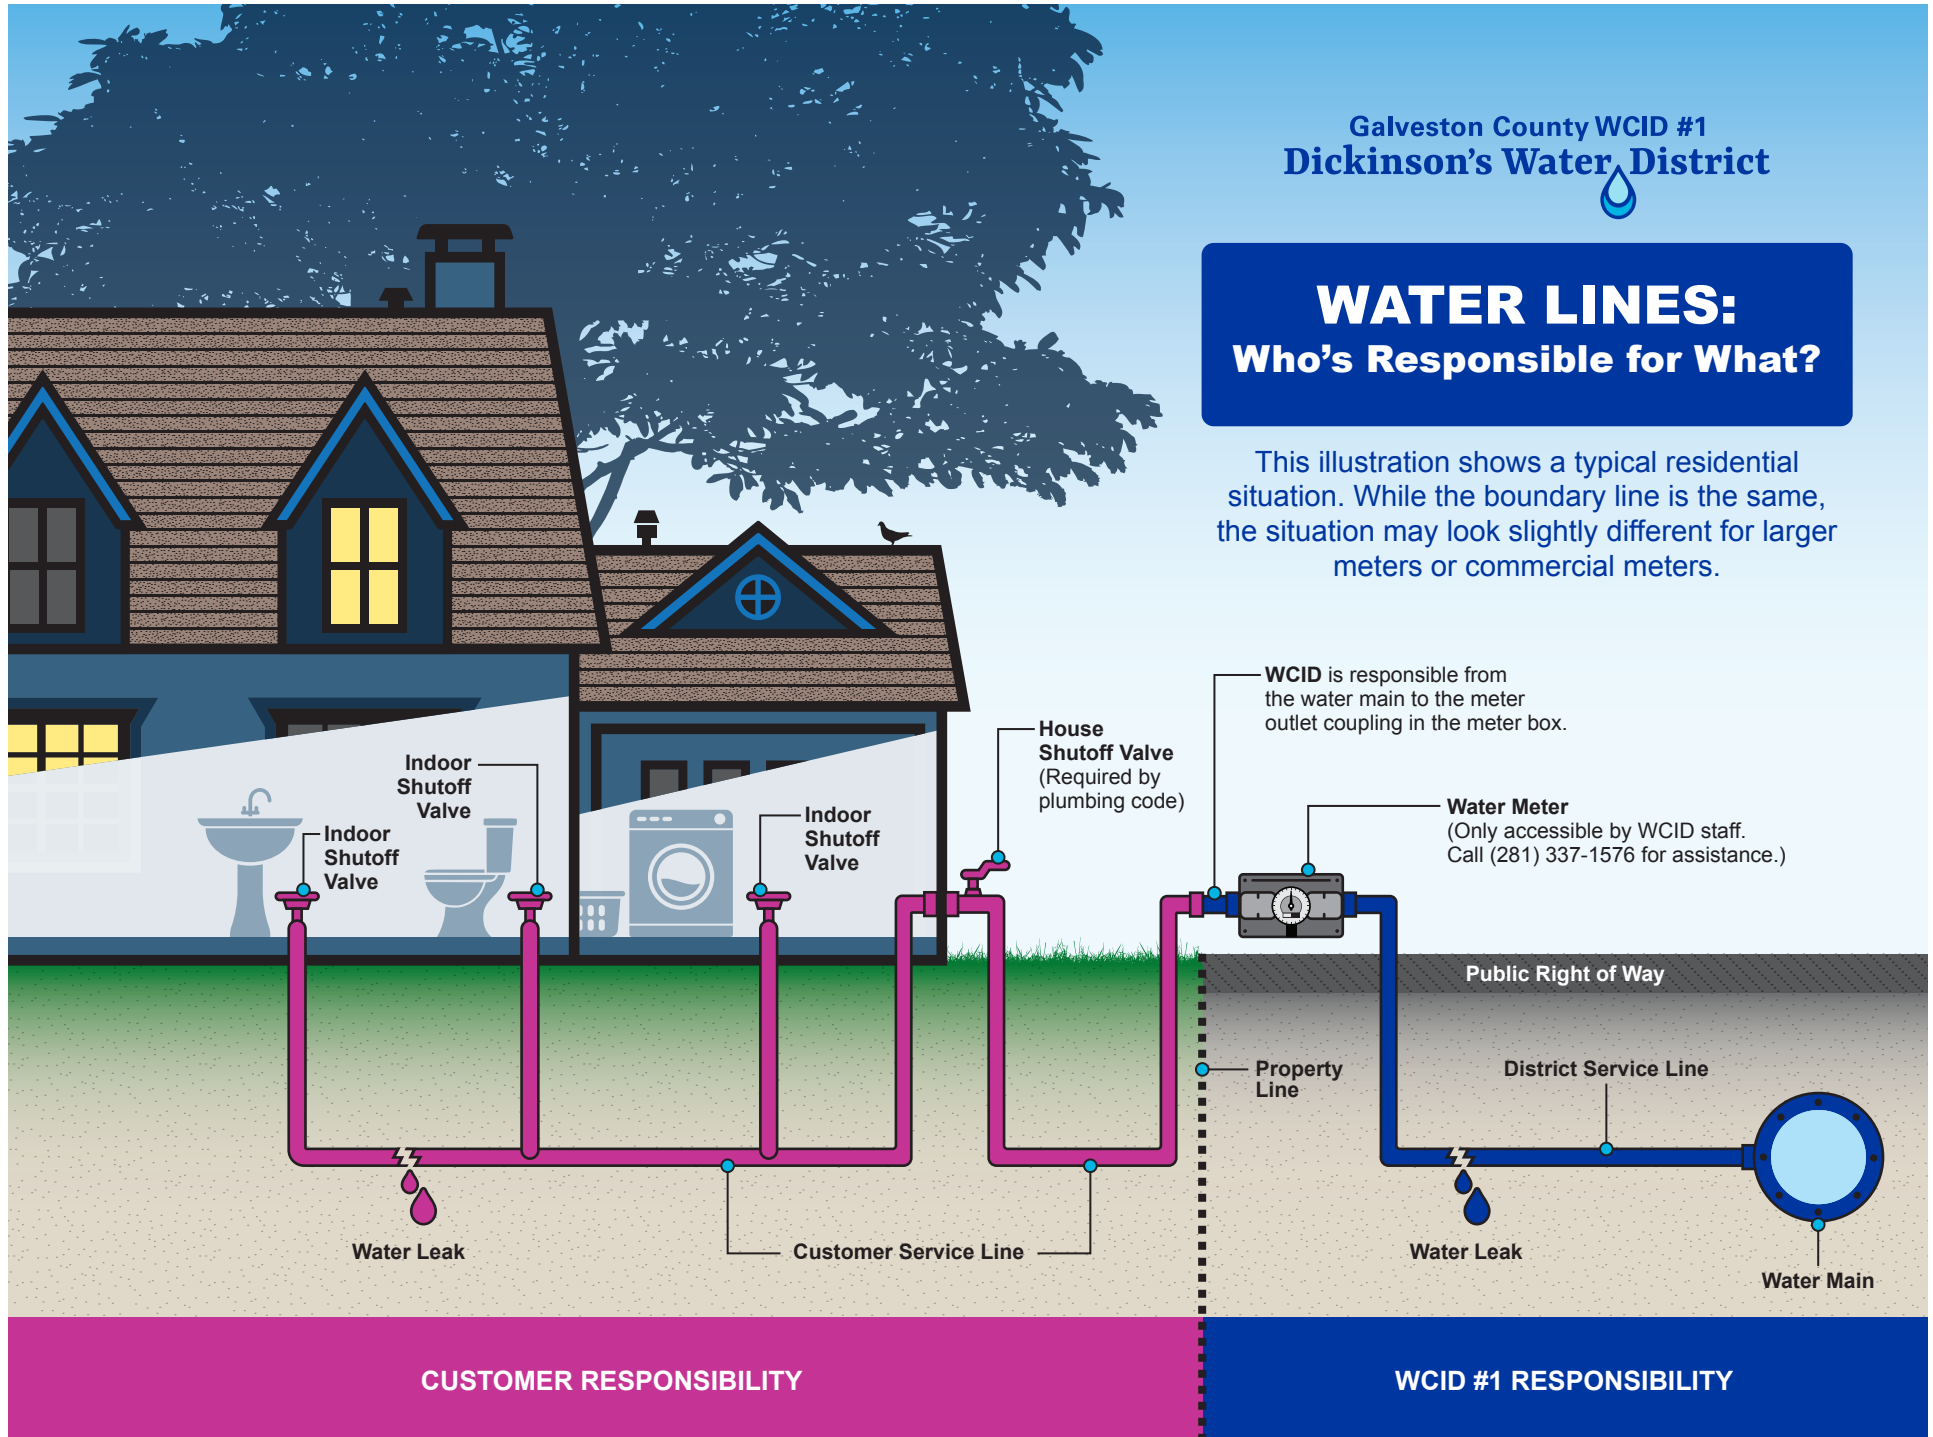 Galveston County WCID #1
Dickinson's Water District
WATER LINES:
Who's Responsible for What?
This illustration shows a typical residential
situation. While the boundary line is the same,
the situation may look slightly different for larger
meters or commercial meters.
WCID is responsible from
the water main to the meter
outlet coupling in the meter box.
House
Shutoff Valve
(Required by
plumbing code)
Water Meter
(Only accessible by WCID staff.
Call (281) 337-1576 for assistance.)
Indoor
Shutoff
Valve
Indoor
Shutoff
Valve
Indoor
Shutoff
Valve
Public Right of Way
Property
Line
District Service Line
Water Leak
Customer Service Line
Water Leak
Water Main
CUSTOMER RESPONSIBILITY
WCID #1 RESPONSIBILITY